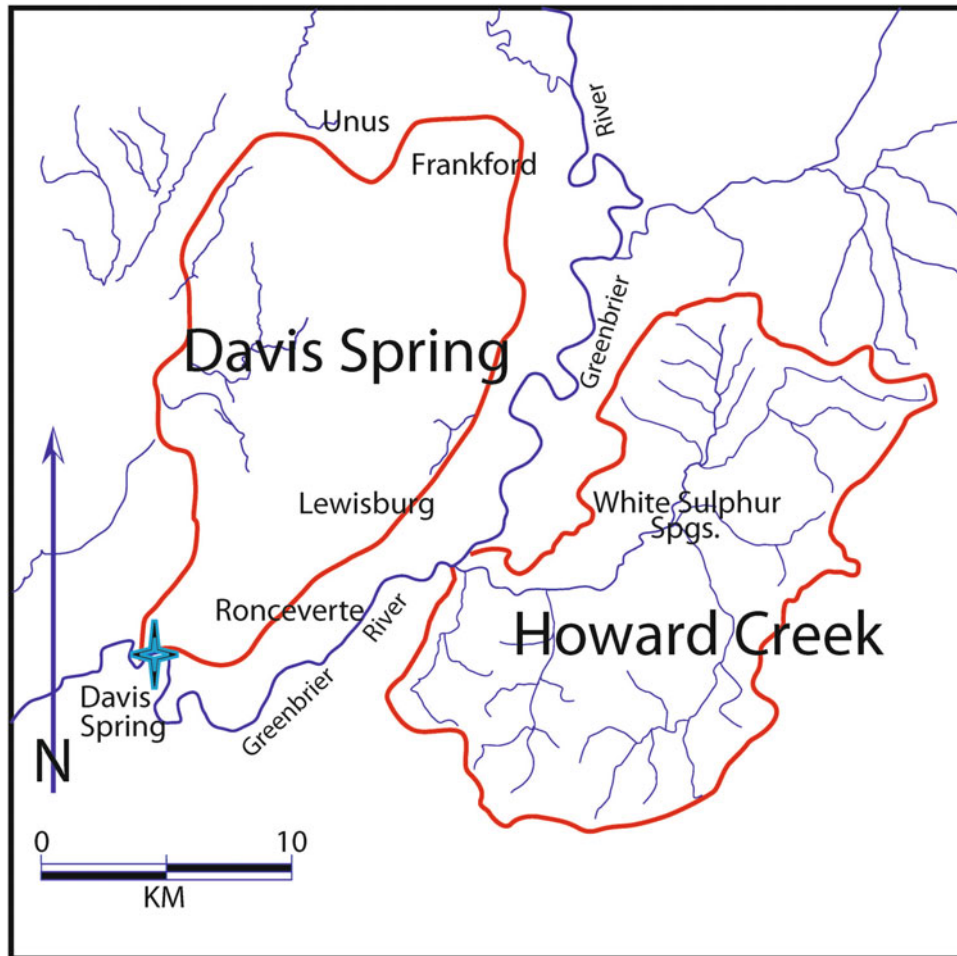 Unus
River
Frankford
Davis Spring
Greenbrier
White Sulphur
Spgs.
Lewisburg
Ronceverte
River
Howard Creek
Davis
Spring
Greenbrier
N
0 10
KM